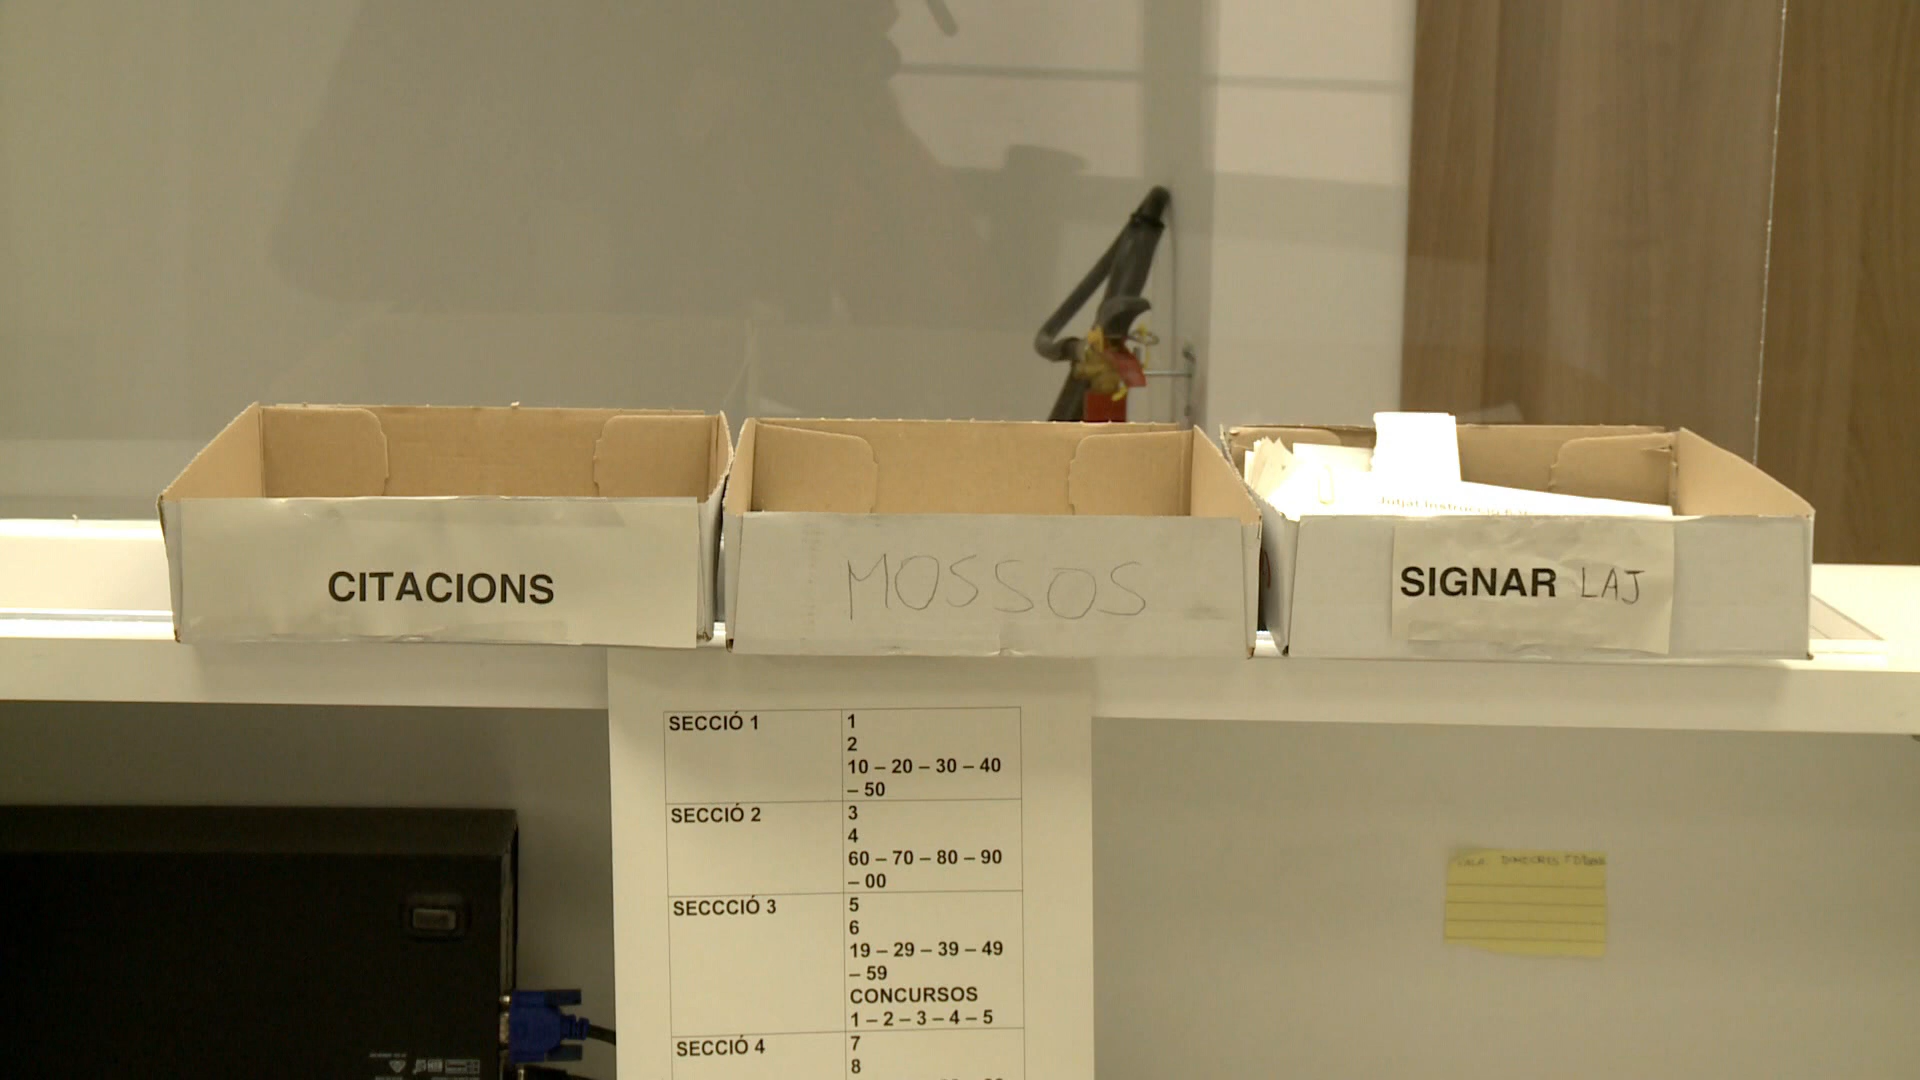 CITACIONS
MOSSOS
SIGNAR LAJ
SECCIÓ 1
1
2
10 – 20 – 30 – 40
– 50
SECCIÓ 2
3
4
60 – 70 – 80 – 90
– 00
SECCCIÓ 3
5
6
19 – 29 – 39 – 49
– 59
CONCURSOS
1 – 2 – 3 – 4 – 5
SECCIÓ 4
7
8